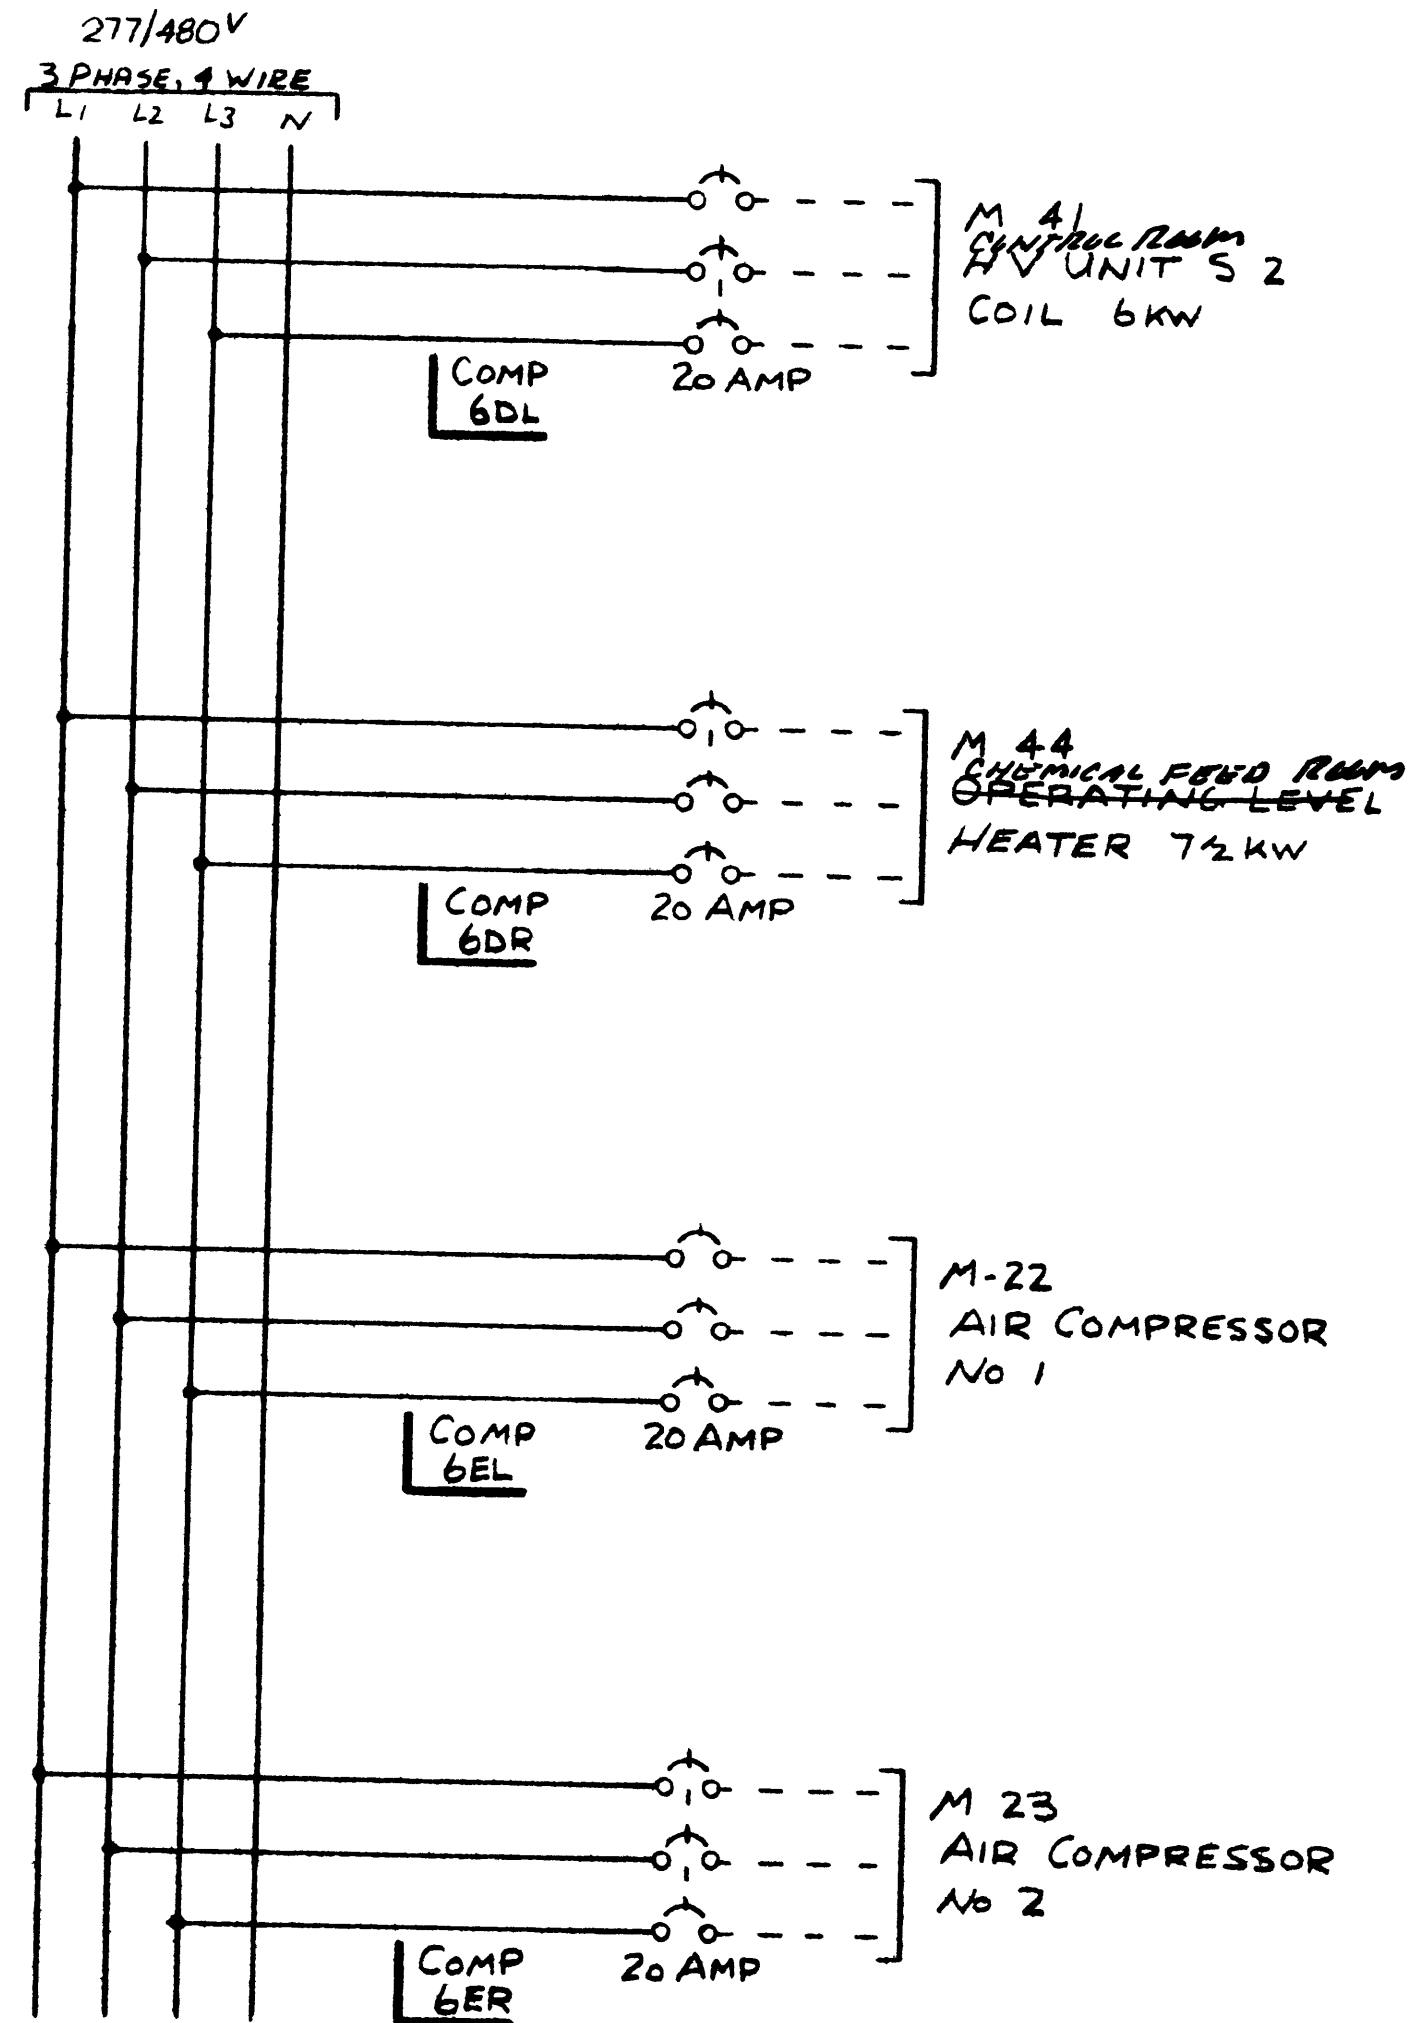 277/480V
3 PHASE, 4 WIRE
L1 L2 L3 N
M 41
CONTROL ROOM
HV UNIT S 2
COIL 6KW
COMP
6DL
20 AMP
M 44
CHEMICAL FEED ROOM
OPERATING LEVEL
HEATER 7½ KW
COMP
6DR
20 AMP
M-22
AIR COMPRESSOR
No 1
COMP
6EL
20 AMP
M 23
AIR COMPRESSOR
No 2
COMP
6ER
20 AMP